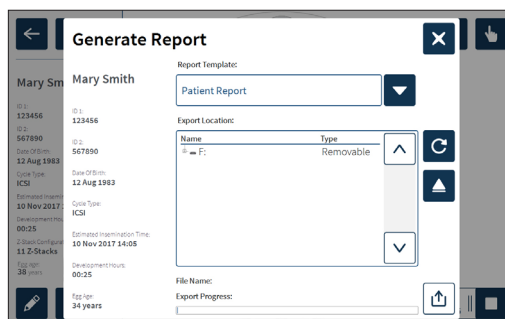 Generate Report
Mary Smith
ID 1:
123456
ID 2:
567890
Date Of Birth:
12 Aug 1983
Cycle Type:
ICSI
Estimated Insemination Time:
10 Nov 2017 14:05
Development Hours:
00:25
Egg Age:
34 years
Report Template:
Patient Report
Export Location:
Name Type
F: Removable
File Name:
Export Progress:
Mary Sm
ID 1:
123456
ID 2:
567890
Date Of Birth:
12 Aug 1983
Cycle Type:
ICSI
Estimated Insemin
10 Nov 2017
Development Hou
00:25
Z-Stack Configurat
11 Z-Stacks
Egg Age:
38 years